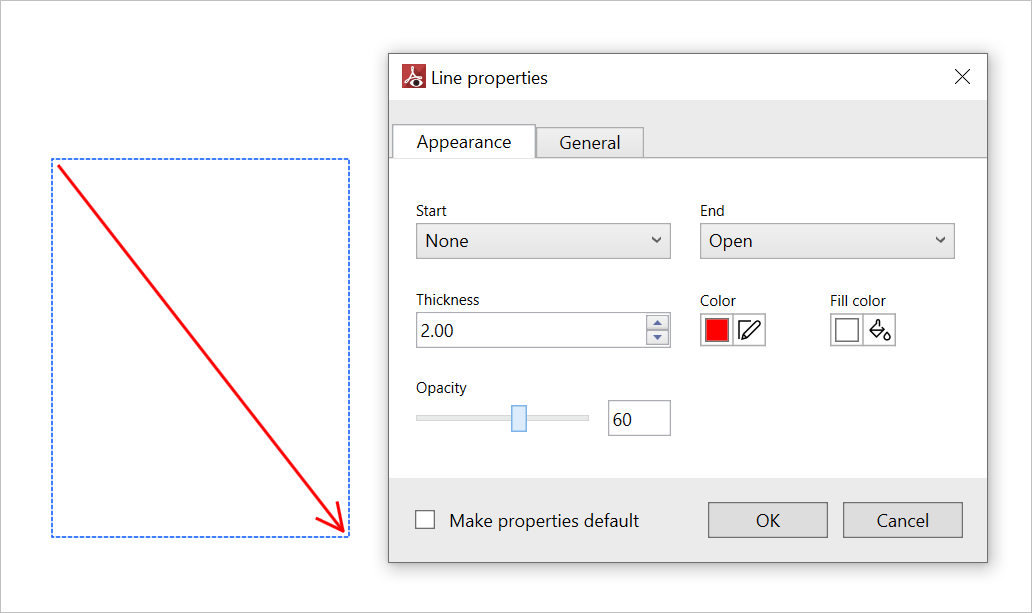 Line properties
Appearance
General
Start
End
None
Open
Thickness
Color
Fill color
2.00
Opacity
60
Make properties default
OK
Cancel